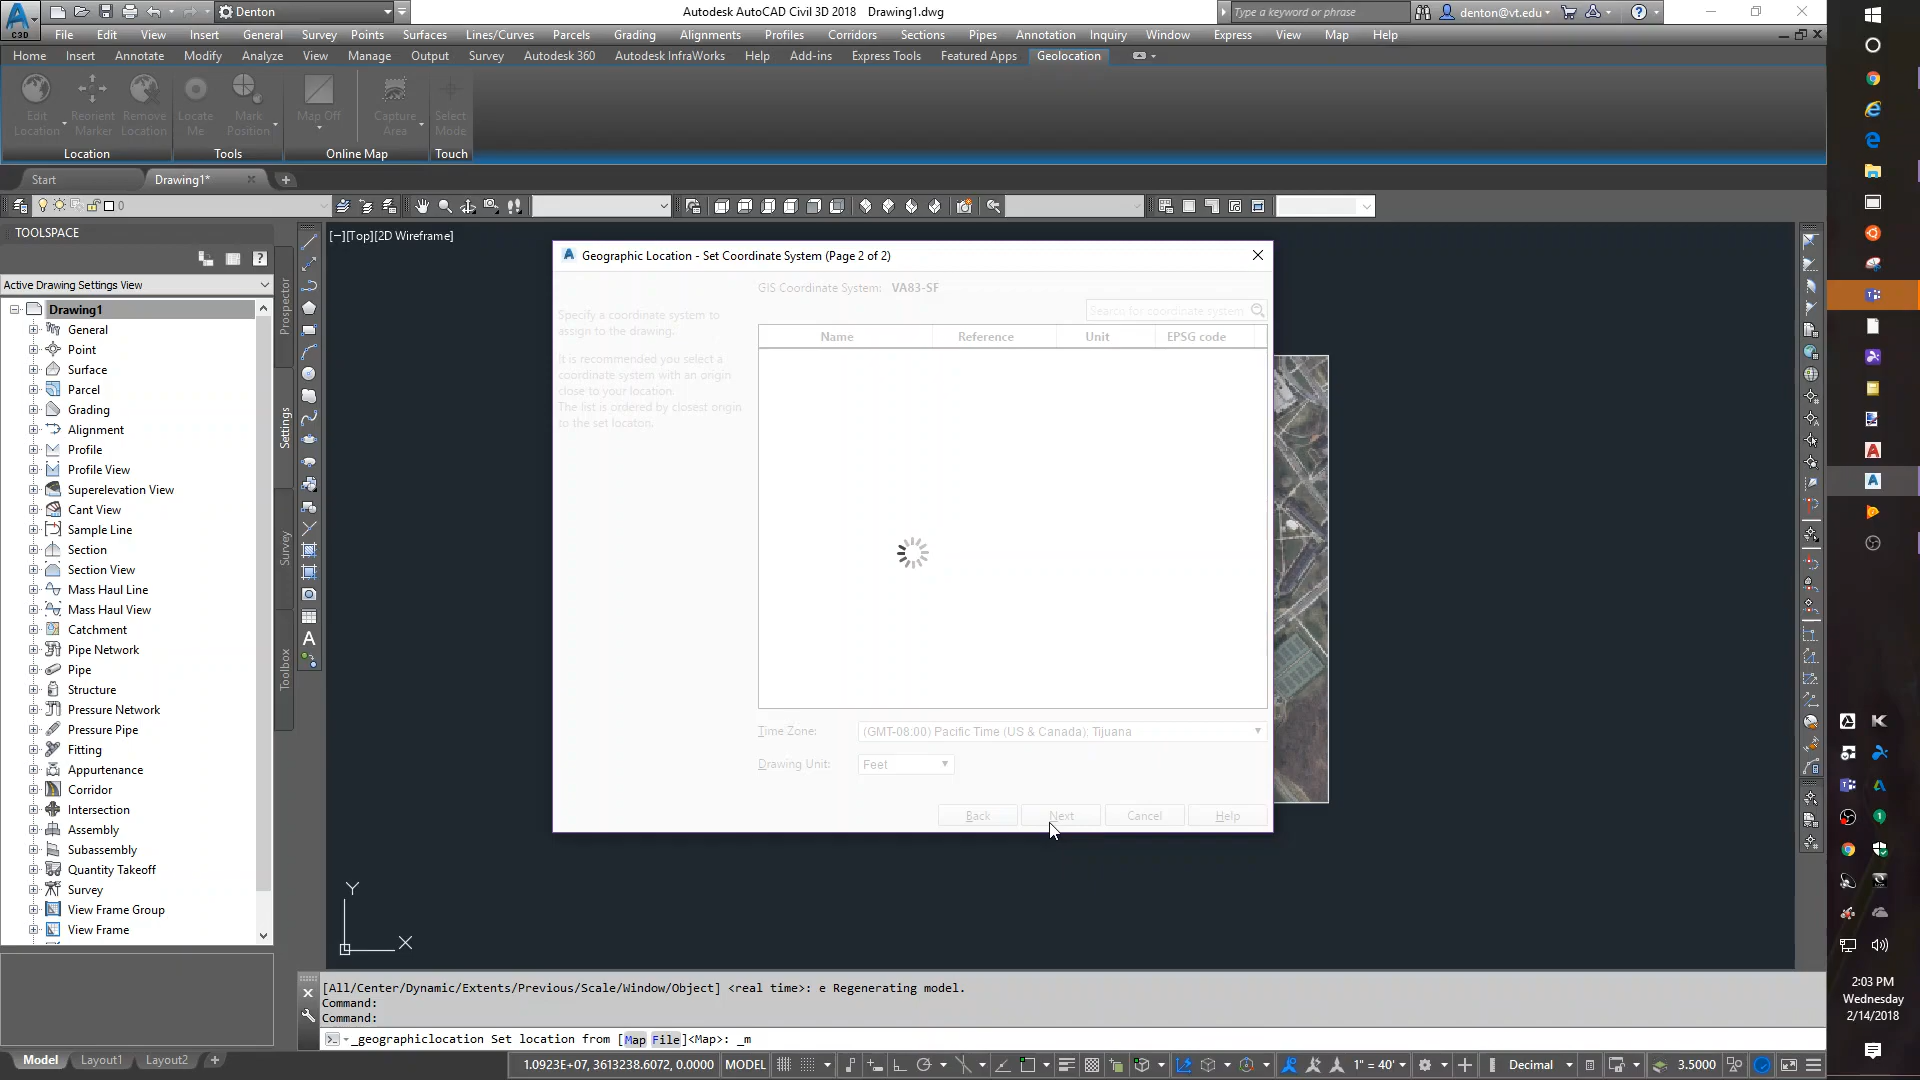 C3D
Denton
Autodesk AutoCAD Civil 3D 2018 Drawing1.dwg
Type a keyword or phrase
denton@vt.edu
File Edit View Insert General Survey Points Surfaces Lines/Curves Parcels Grading Alignments Profiles Corridors Sections Pipes Annotation Inquiry Window Express View Map Help
Home Insert Annotate Modify Analyze View Manage Output Survey Autodesk 360 Autodesk InfraWorks Help Add-ins Express Tools Featured Apps Geolocation
Edit Location
Reorient Marker
Remove Location
Locate Me
Mark Position
Map Off
Capture Area
Select Mode
Location Tools Online Map Touch
Start Drawing1*
0
TOOLSPACE
[−][Top][2D Wireframe]
Active Drawing Settings View
Drawing1
General
Point
Surface
Parcel
Grading
Alignment
Profile
Profile View
Superelevation View
Cant View
Sample Line
Section
Section View
Mass Haul Line
Mass Haul View
Catchment
Pipe Network
Pipe
Structure
Pressure Network
Pressure Pipe
Fitting
Appurtenance
Corridor
Intersection
Assembly
Subassembly
Quantity Takeoff
Survey
View Frame Group
View Frame
Prospector
Settings
Survey
Toolbox
Geographic Location - Set Coordinate System (Page 2 of 2)
GIS Coordinate System: VA83-SF
Specify a coordinate system to
assign to the drawing.
It is recommended you select a
coordinate system with an origin
close to your location.
The list is ordered by closest origin
to the set locaton.
Search for coordinate system
Name Reference Unit EPSG code
Time Zone: (GMT-08:00) Pacific Time (US & Canada); Tijuana
Drawing Unit: Feet
Back Next Cancel Help
Y
X
[All/Center/Dynamic/Extents/Previous/Scale/Window/Object] <real time>: e Regenerating model.
Command:
Command:
_geographiclocation Set location from [Map File]<Map>: _m
Model Layout1 Layout2
1.0923E+07, 3613238.6072, 0.0000 MODEL
1" = 40'
Decimal
3.5000
2:03 PM
Wednesday
2/14/2018